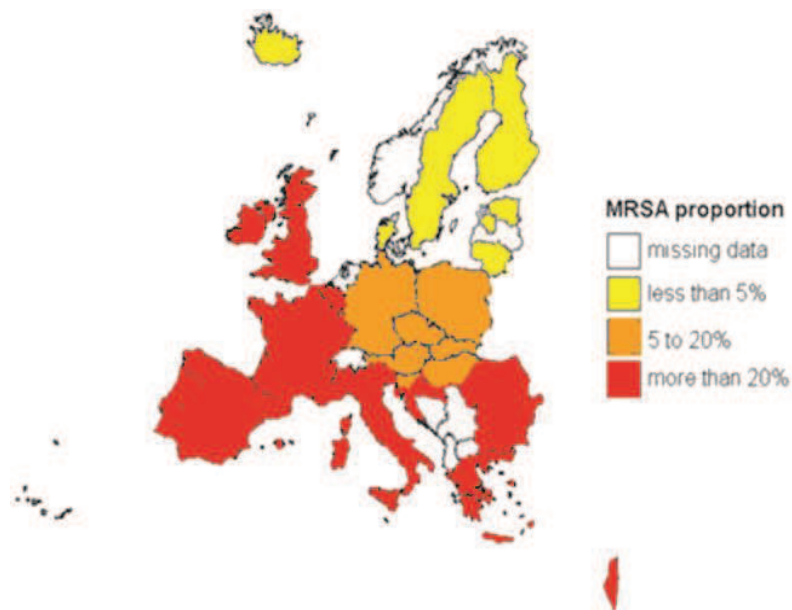 MRSA proportion
missing data
less than 5%
5 to 20%
more than 20%